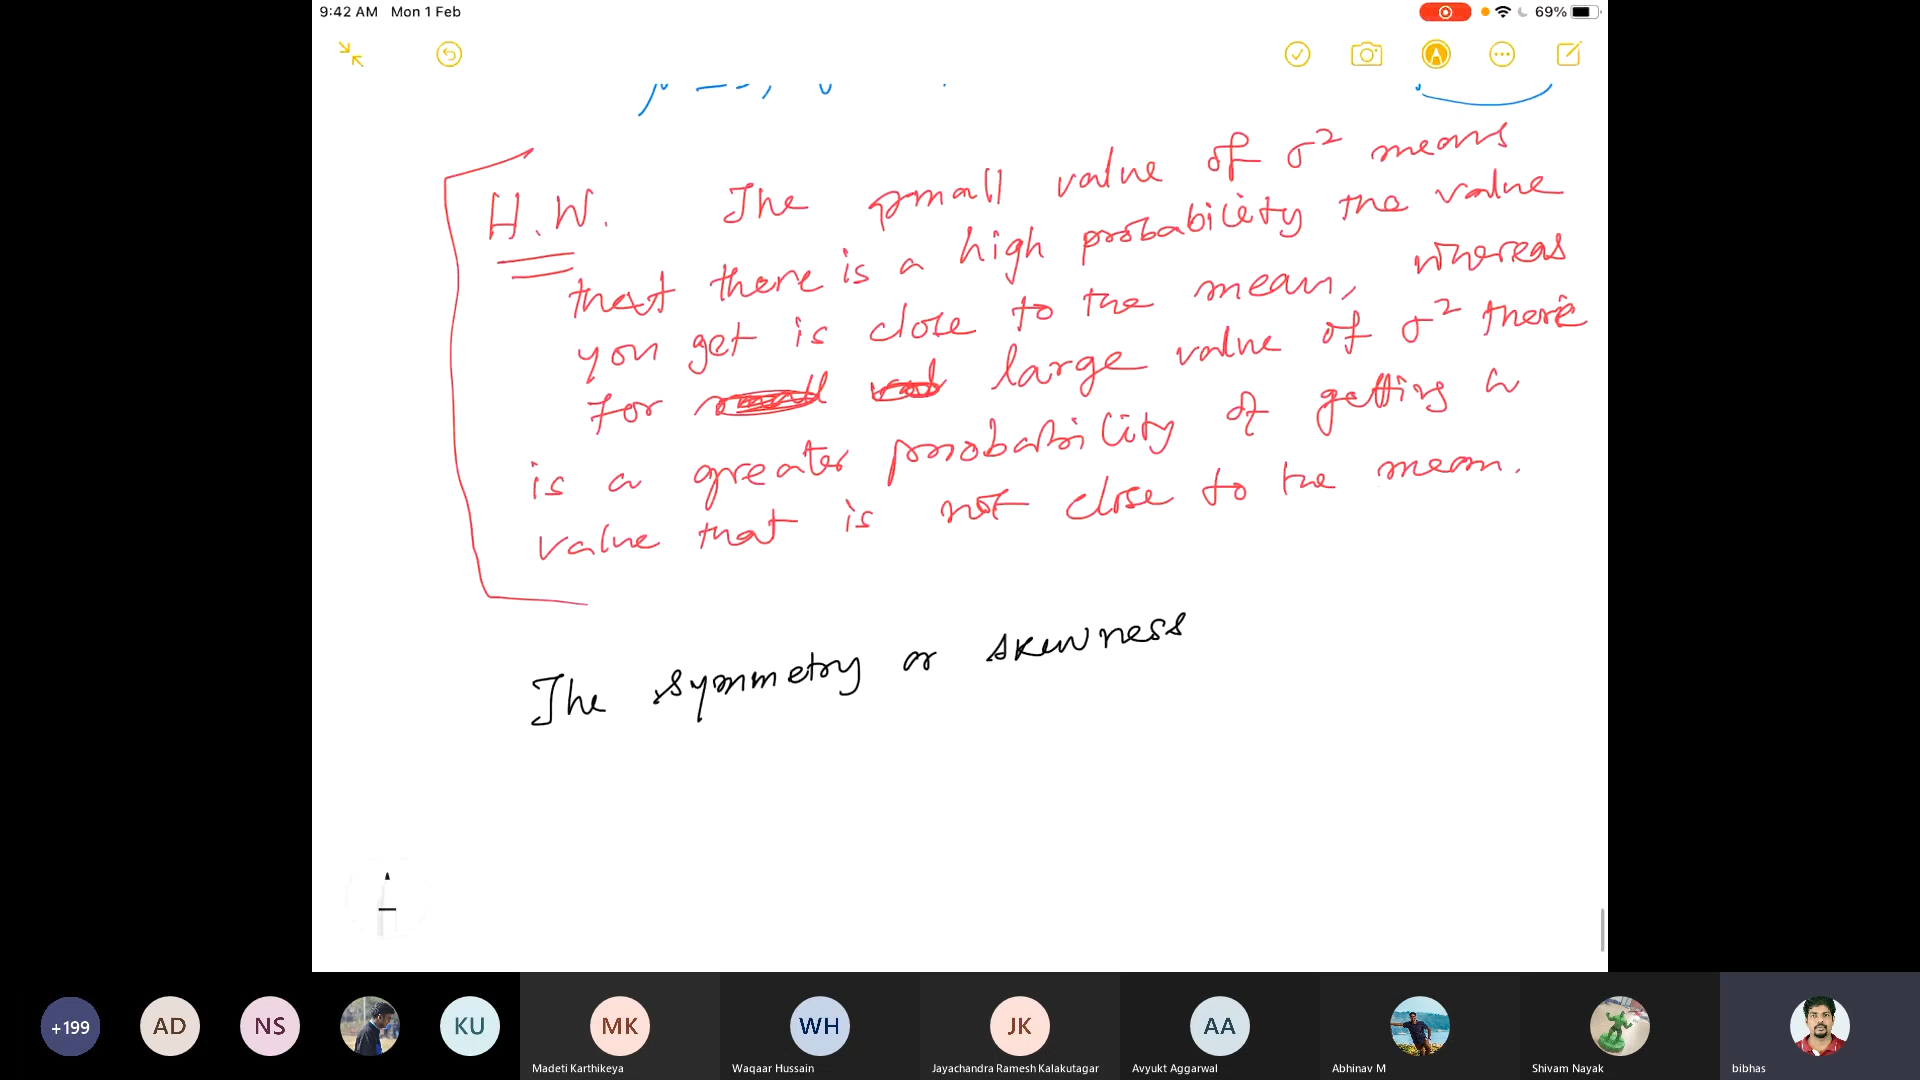 9:42 AM Mon 1 Feb
69%
H.W. The small value of σ² means
that there is a high probability the value
you get is close to the mean, whereas
for large value of σ² there
is a greater probability of getting a
value that is not close to the mean.
The symmetry or skewness
+199
AD
NS
KU
MK
WH
JK
AA
Madeti Karthikeya
Waqaar Hussain
Jayachandra Ramesh Kalakutagar
Avyukt Aggarwal
Abhinav M
Shivam Nayak
bibhas